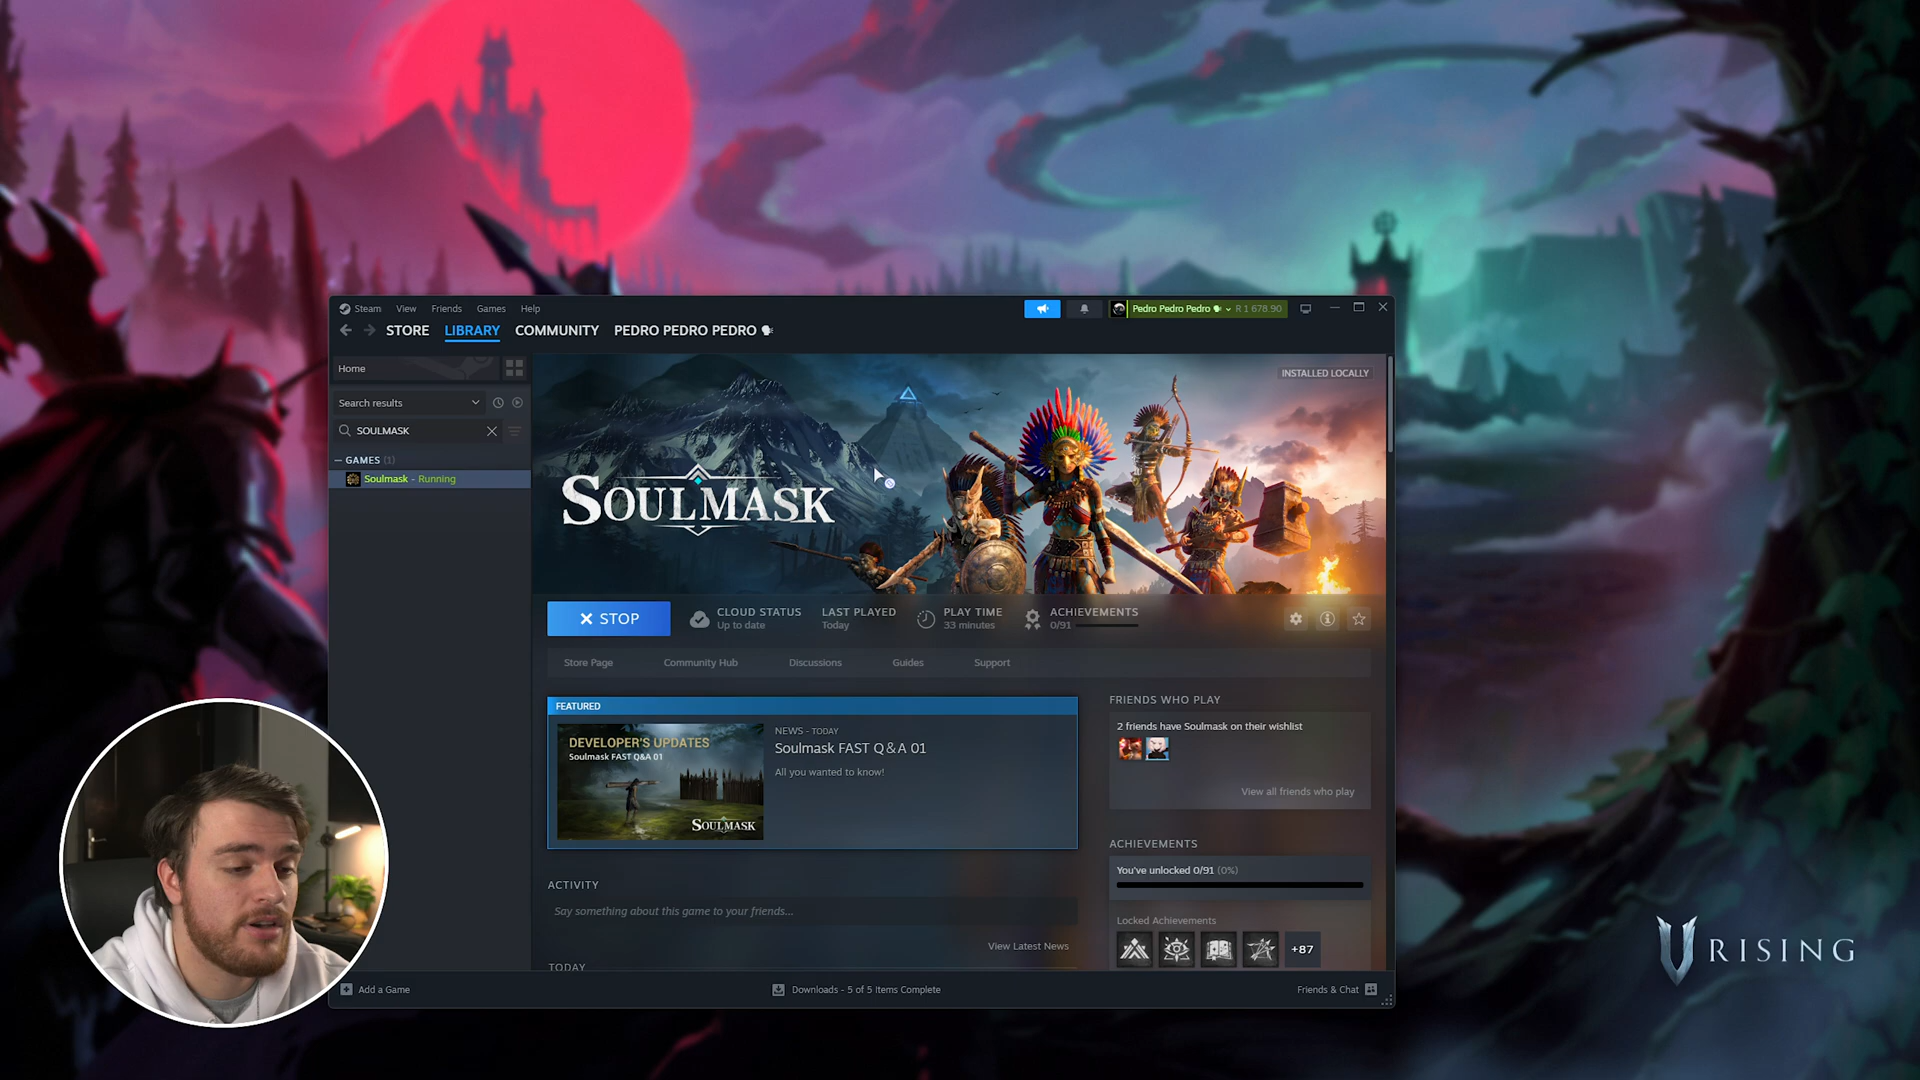 Steam View Friends Games Help
Pedro Pedro Pedro R 1 678.90
STORE LIBRARY COMMUNITY PEDRO PEDRO PEDRO
Home
INSTALLED LOCALLY
Search results
SOULMASK
GAMES (1)
Soulmask - Running
SOULMASK
STOP
CLOUD STATUS
Up to date
LAST PLAYED
Today
PLAY TIME
33 minutes
ACHIEVEMENTS
0/91
Store Page Community Hub Discussions Guides Support
FEATURED
DEVELOPER'S UPDATES
Soulmask FAST Q&A 01
SOULMASK
NEWS - TODAY
Soulmask FAST Q&A 01
All you wanted to know!
FRIENDS WHO PLAY
2 friends have Soulmask on their wishlist
View all friends who play
ACHIEVEMENTS
You've unlocked 0/91 (0%)
Locked Achievements
+87
ACTIVITY
Say something about this game to your friends...
View Latest News
TODAY
Add a Game
Downloads - 5 of 5 Items Complete
Friends & Chat
V RISING